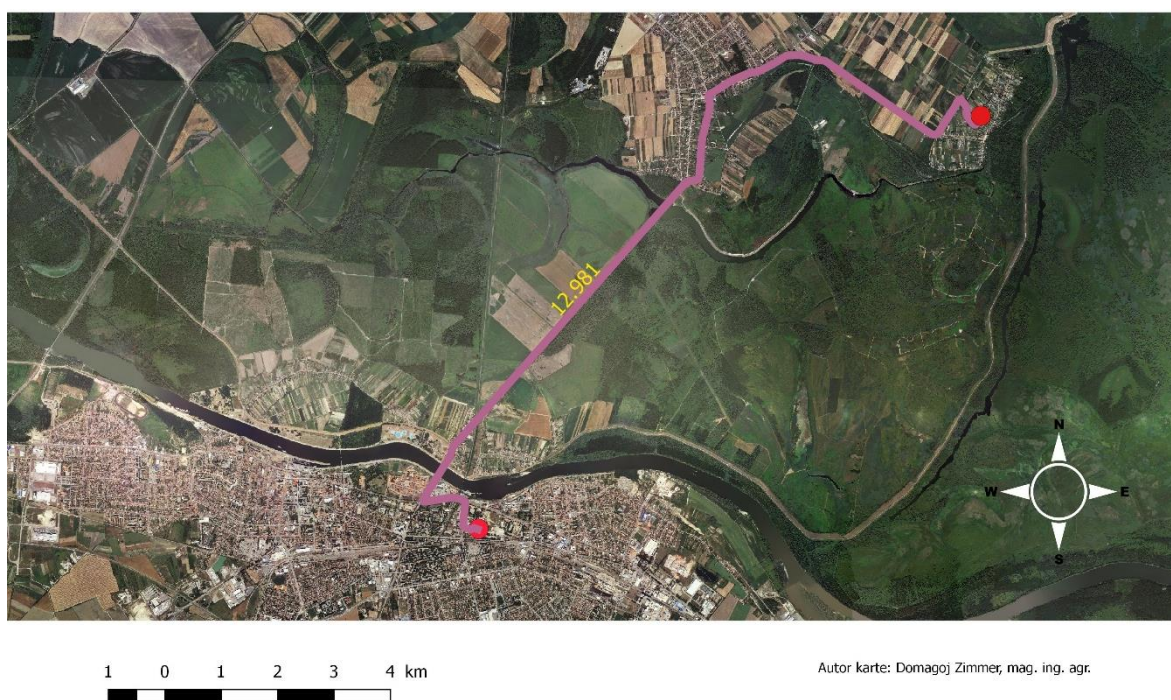 12.981
N
W E
S
1 0 1 2 3 4 km
Autor karte: Domagoj Zimmer, mag. ing. agr.